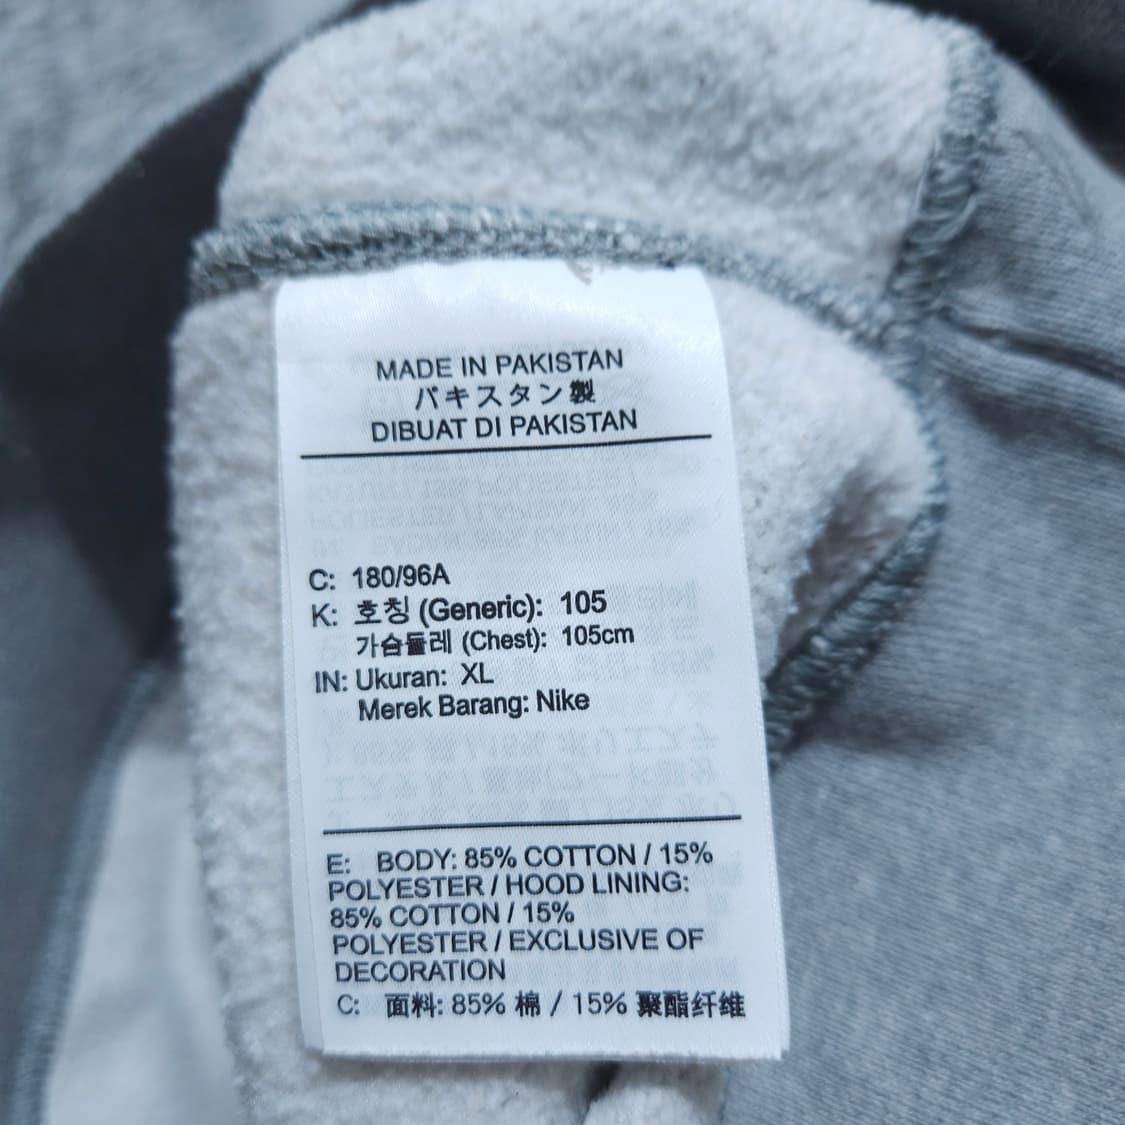 MADE IN PAKISTAN
パキスタン製
DIBUAT DI PAKISTAN
C: 180/96A
K: 호칭 (Generic): 105
가슴둘레 (Chest): 105cm
IN: Ukuran: XL
Merek Barang: Nike
E: BODY: 85% COTTON / 15%
POLYESTER / HOOD LINING:
85% COTTON / 15%
POLYESTER / EXCLUSIVE OF
DECORATION
C: 面料: 85% 棉 / 15% 聚酯纤维